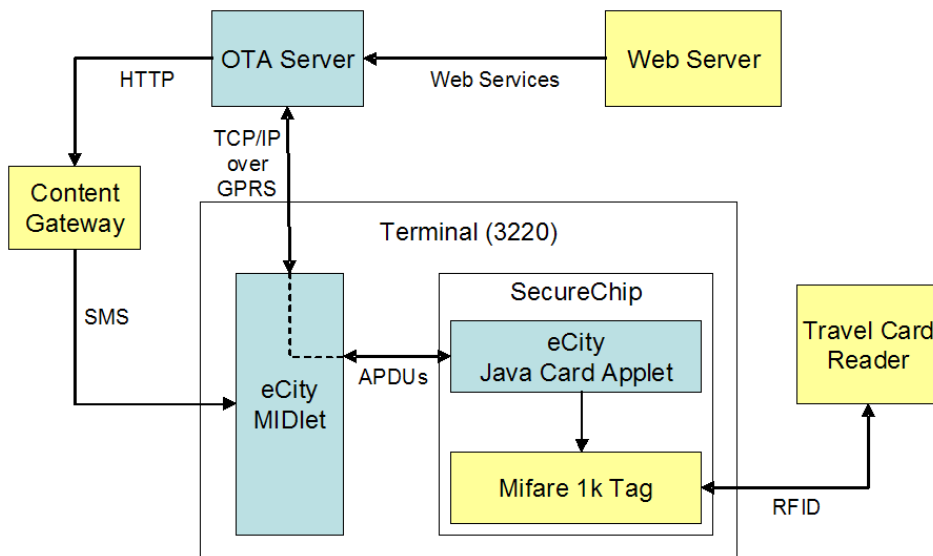 OTA Server
Web Server
HTTP
Web Services
TCP/IP
over
GPRS
Content
Gateway
Terminal (3220)
SMS
SecureChip
eCity
Java Card Applet
Travel Card
Reader
APDUs
eCity
MIDlet
Mifare 1k Tag
RFID